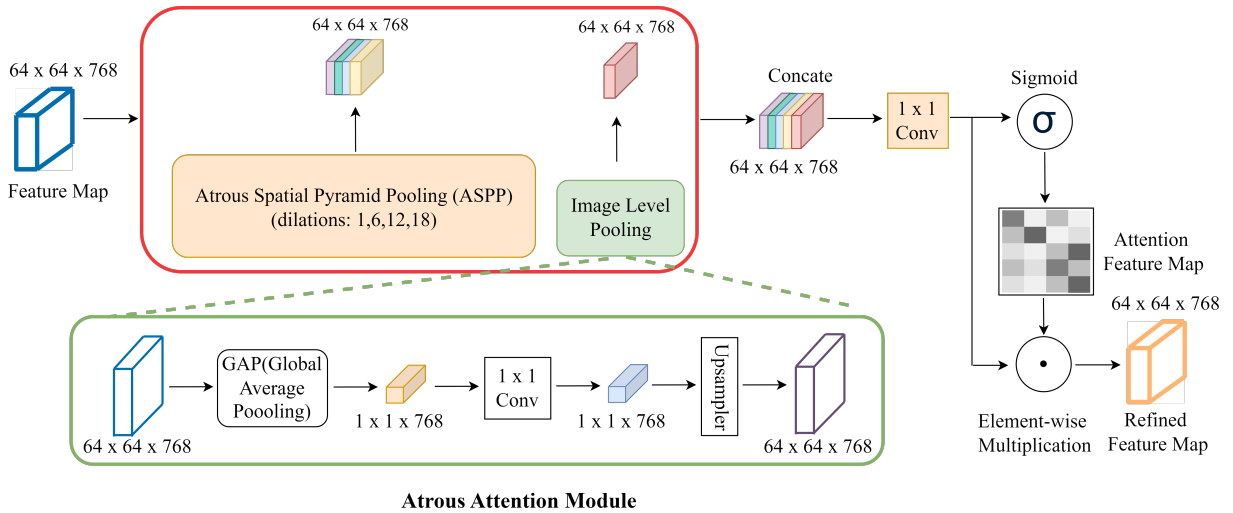 64 x 64 x 768
Feature Map
64 x 64 x 768
Atrous Spatial Pyramid Pooling (ASPP)
(dilations: 1,6,12,18)
64 x 64 x 768
Image Level
Pooling
Concate
64 x 64 x 768
1 x 1
Conv
Sigmoid
σ
Attention
Feature Map
64 x 64 x 768
Element-wise
Multiplication
Refined
Feature Map
64 x 64 x 768
GAP(Global
Average
Poooling)
1 x 1 x 768
1 x 1
Conv
1 x 1 x 768
Upsampler
64 x 64 x 768
Atrous Attention Module